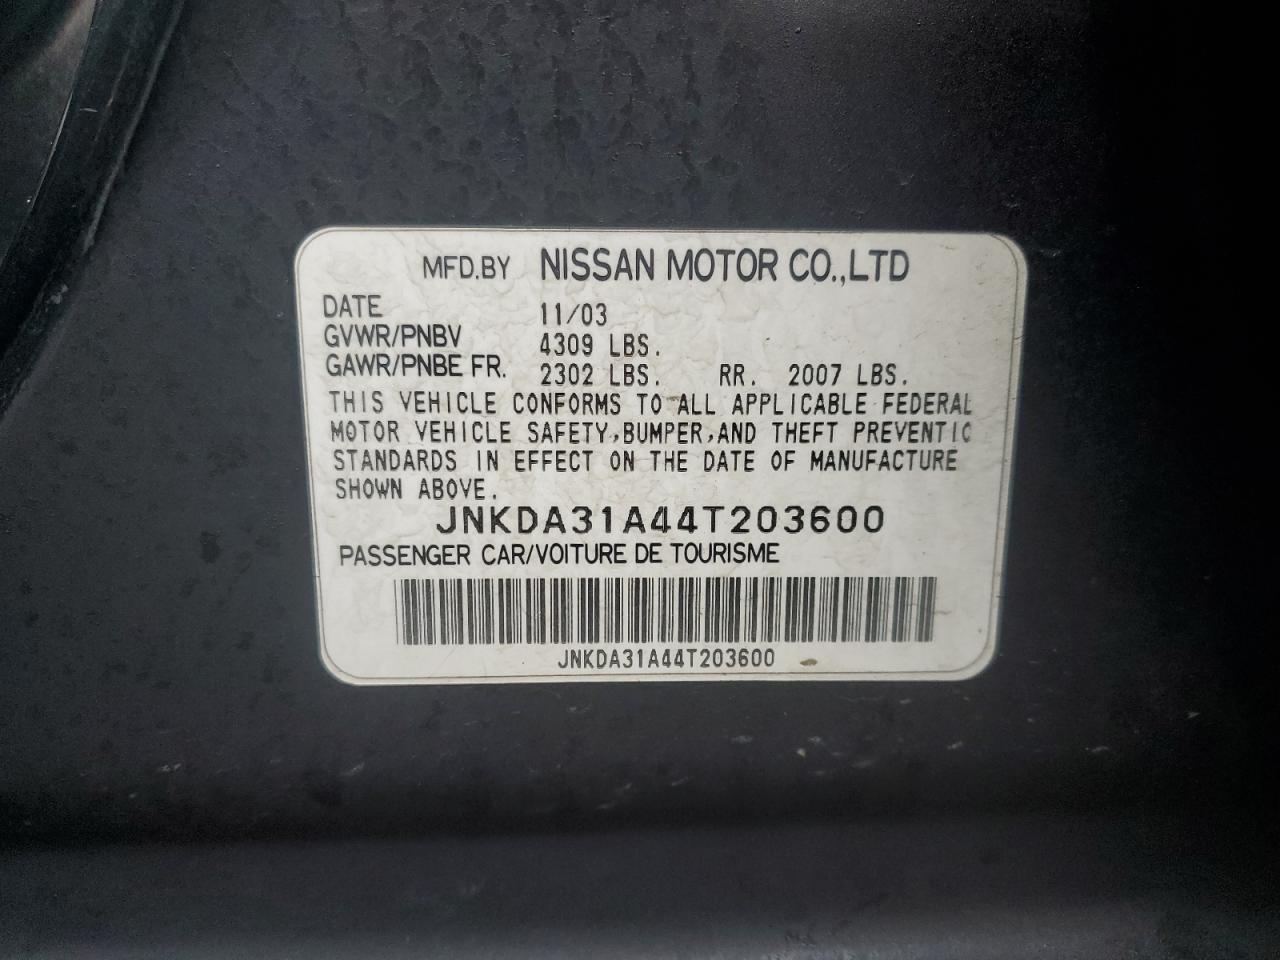 MFD.BY NISSAN MOTOR CO.,LTD
DATE 11/03
GVWR/PNBV 4309 LBS.
GAWR/PNBE FR. 2302 LBS. RR. 2007 LBS.
THIS VEHICLE CONFORMS TO ALL APPLICABLE FEDERAL
MOTOR VEHICLE SAFETY,BUMPER,AND THEFT PREVENTIC
STANDARDS IN EFFECT ON THE DATE OF MANUFACTURE
SHOWN ABOVE.
JNKDA31A44T203600
PASSENGER CAR/VOITURE DE TOURISME
JNKDA31A44T203600